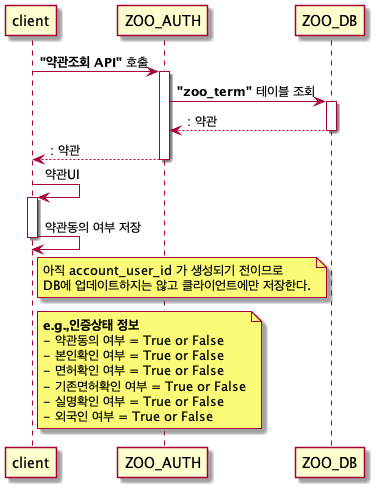 client ZOO_AUTH ZOO_DB
"약관조회 API" 호출
"zoo_term" 테이블 조회
: 약관
: 약관
약관UI
약관동의 여부 저장
아직 account_user_id 가 생성되기 전이므로
DB에 업데이트하지는 않고 클라이언트에만 저장한다.
e.g.,인증상태 정보
- 약관동의 여부 = True or False
- 본인확인 여부 = True or False
- 면허확인 여부 = True or False
- 기존면허확인 여부 = True or False
- 실명확인 여부 = True or False
- 외국인 여부 = True or False
client ZOO_AUTH ZOO_DB